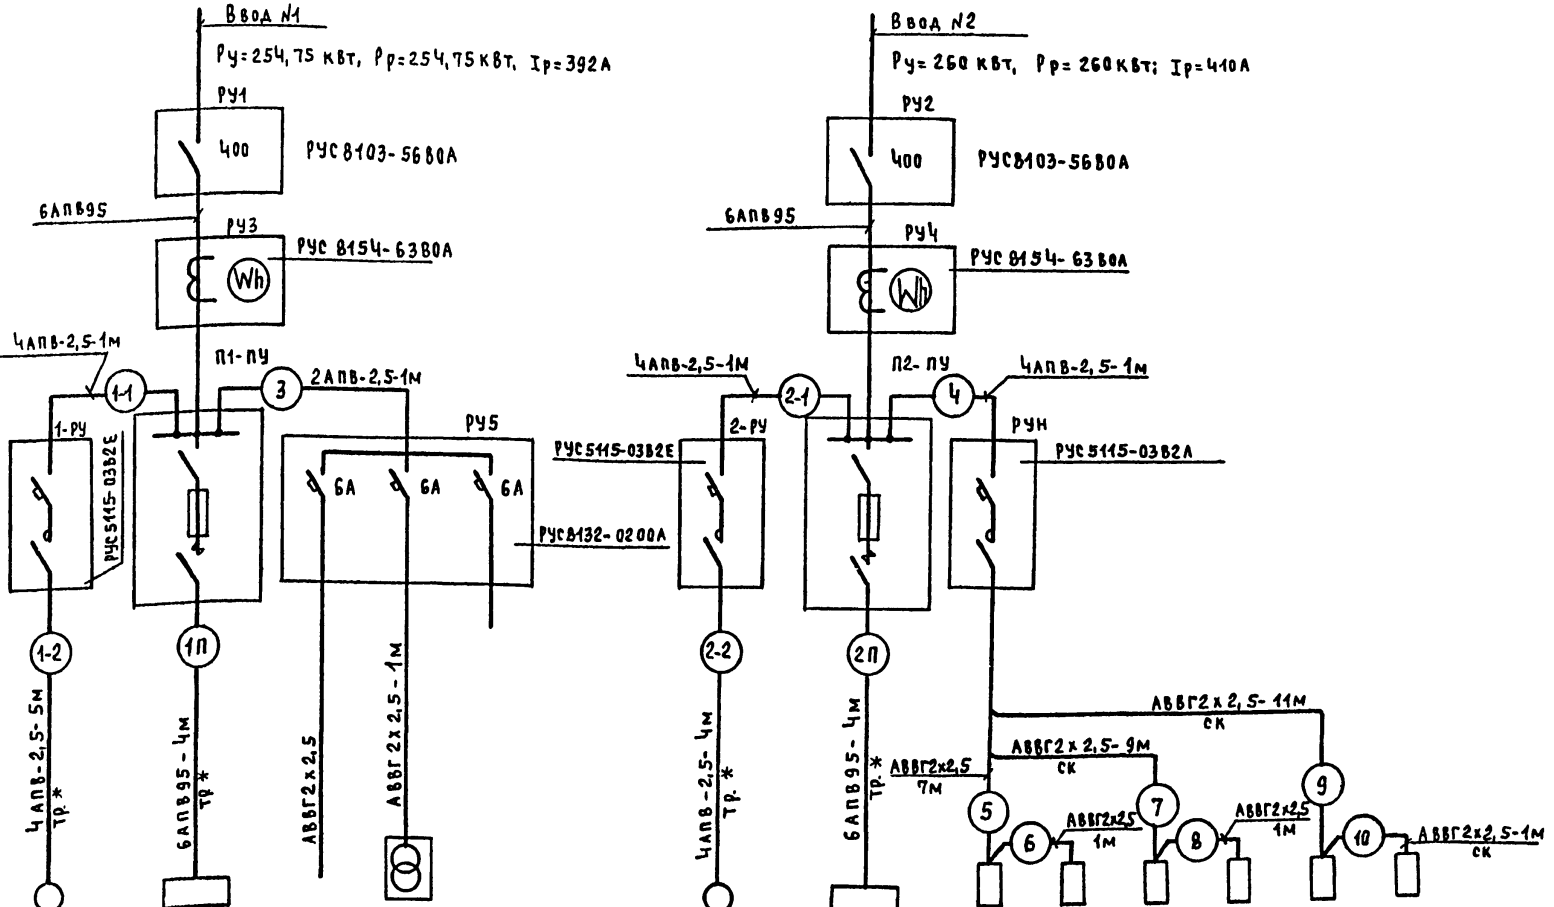 Ввод N1
Ру=254,75 кВт, Рр=254,75 кВт, Iр=392А
РУ1
400
РУС8103-56В0А
6АПВ95
РУ3
РУС 8154-63В0А
Wh
4АПВ-2,5-1м
П1-ПУ
1-1
3
2АПВ-2,5-1м
1-РУ
РУС5115-03В2Е
РУ5
6А
6А
6А
РУС8132-0200А
1-2
1П
4АПВ-2,5-5м
тр.*
6АПВ95-4м
тр*
АВВГ2х2,5
АВВГ2х2,5-1м
Ввод N2
Ру=260 кВт, Рр=260 кВт; Iр=410А
РУ2
400
РУС8103-56В0А
6АПВ95
РУ4
РУС 8154-63В0А
Wh
4АПВ-2,5-1м
П2-ПУ
2-1
4
4АПВ-2,5-1м
2-РУ
РУС5115-03В2Е
РУН
РУС5115-03В2А
2-2
2П
4АПВ-2,5-4м
тр.*
6АПВ95-4м
тр.*
АВВГ2х2,5-11м
ск
АВВГ2х2,5-9м
ск
АВВГ2х2,5
7м
5
6
АВВГ2х2,5
1м
7
8
АВВГ2х2,5
1м
9
10
АВВГ2х2,5-1м
ск